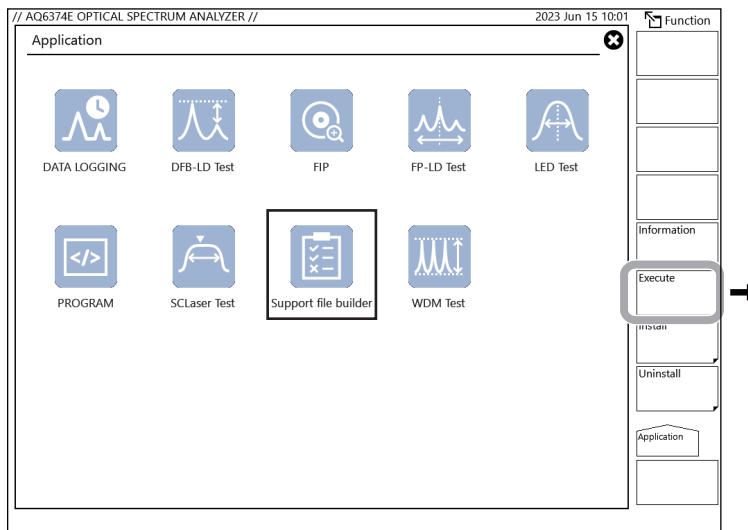 // AQ6374E OPTICAL SPECTRUM ANALYZER // 2023 Jun 15 10:01
Function
Application
DATA LOGGING DFB-LD Test FIP FP-LD Test LED Test
</>
PROGRAM SCLaser Test Support file builder WDM Test
Information
Execute
Install
Uninstall
Application